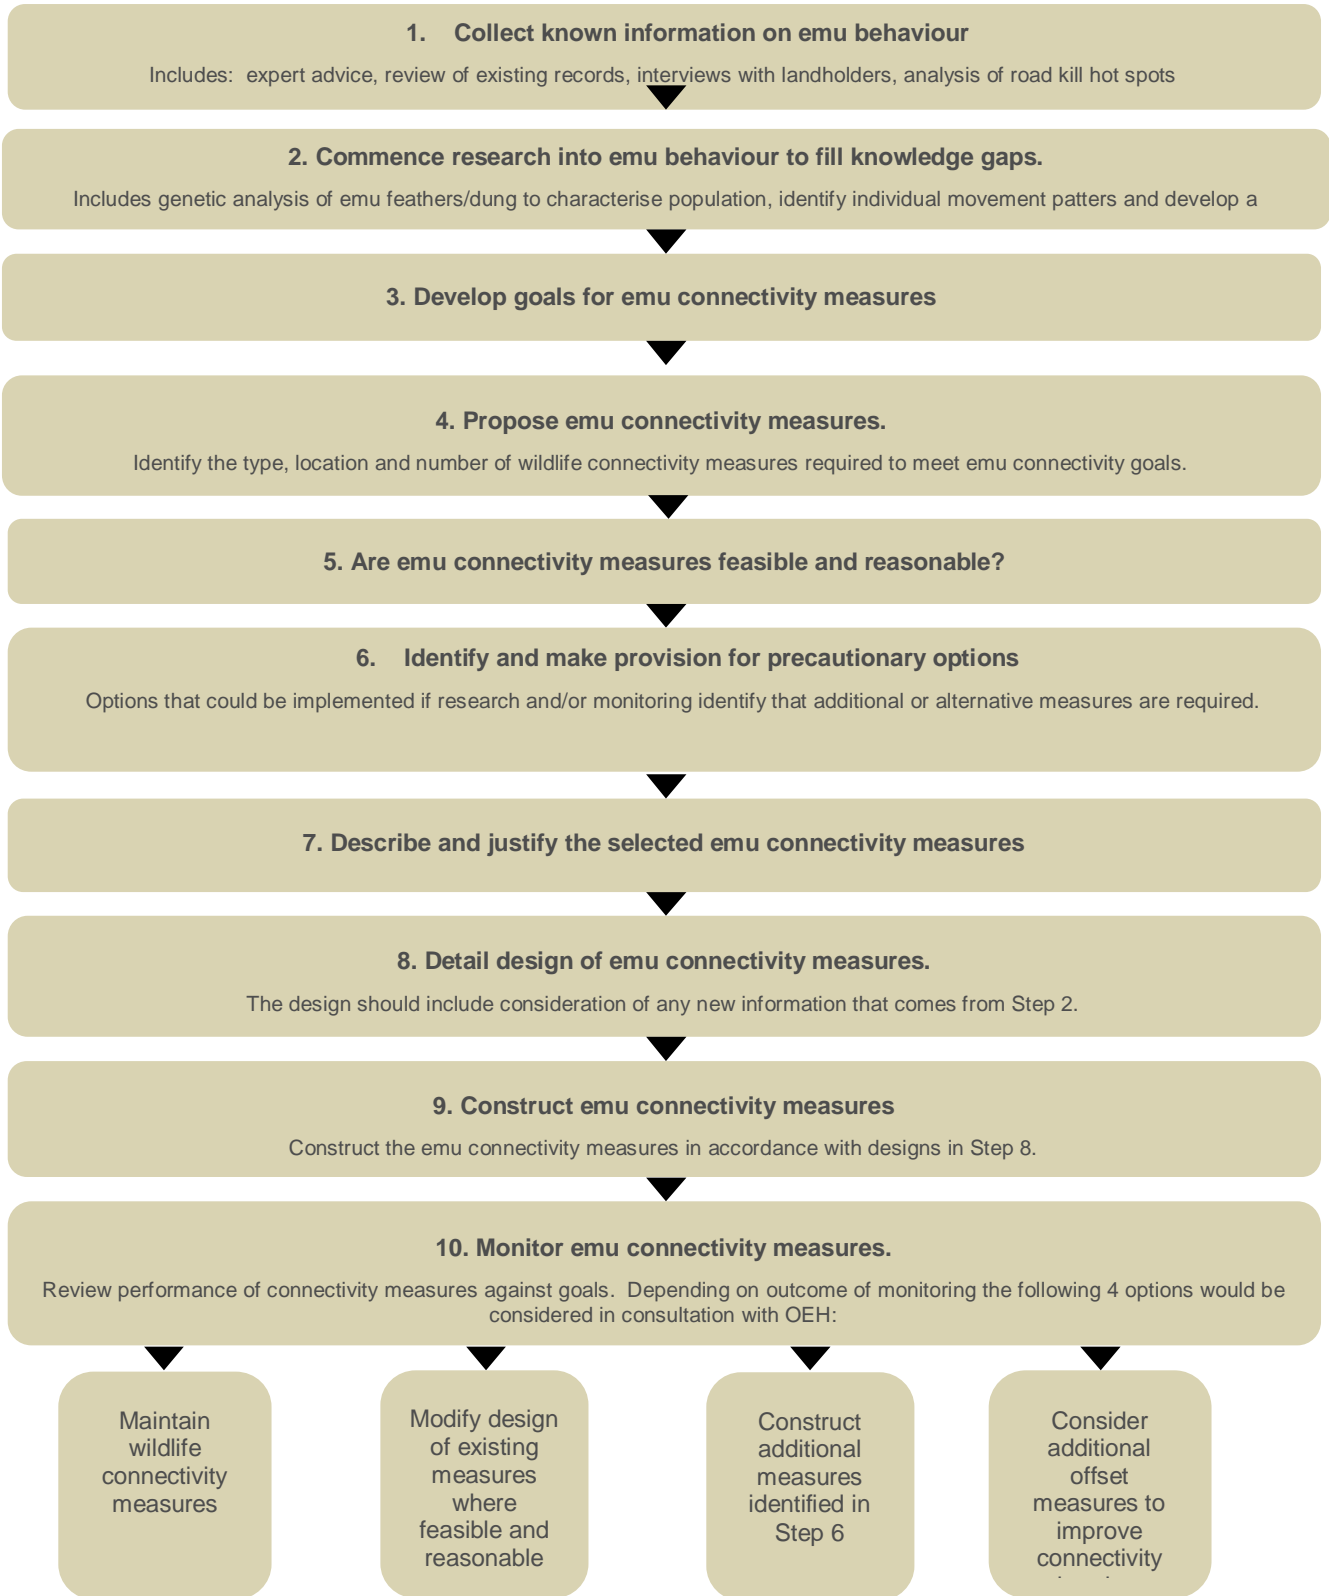 1. Collect known information on emu behaviour
Includes: expert advice, review of existing records, interviews with landholders, analysis of road kill hot spots
2. Commence research into emu behaviour to fill knowledge gaps.
Includes genetic analysis of emu feathers/dung to characterise population, identify individual movement patters and develop a
3. Develop goals for emu connectivity measures
4. Propose emu connectivity measures.
Identify the type, location and number of wildlife connectivity measures required to meet emu connectivity goals.
5. Are emu connectivity measures feasible and reasonable?
6. Identify and make provision for precautionary options
Options that could be implemented if research and/or monitoring identify that additional or alternative measures are required.
7. Describe and justify the selected emu connectivity measures
8. Detail design of emu connectivity measures.
The design should include consideration of any new information that comes from Step 2.
9. Construct emu connectivity measures
Construct the emu connectivity measures in accordance with designs in Step 8.
10. Monitor emu connectivity measures.
Review performance of connectivity measures against goals. Depending on outcome of monitoring the following 4 options would be
considered in consultation with OEH:
Maintain
wildlife
connectivity
measures
Modify design
of existing
measures
where
feasible and
reasonable
Construct
additional
measures
identified in
Step 6
Consider
additional
offset
measures to
improve
connectivity